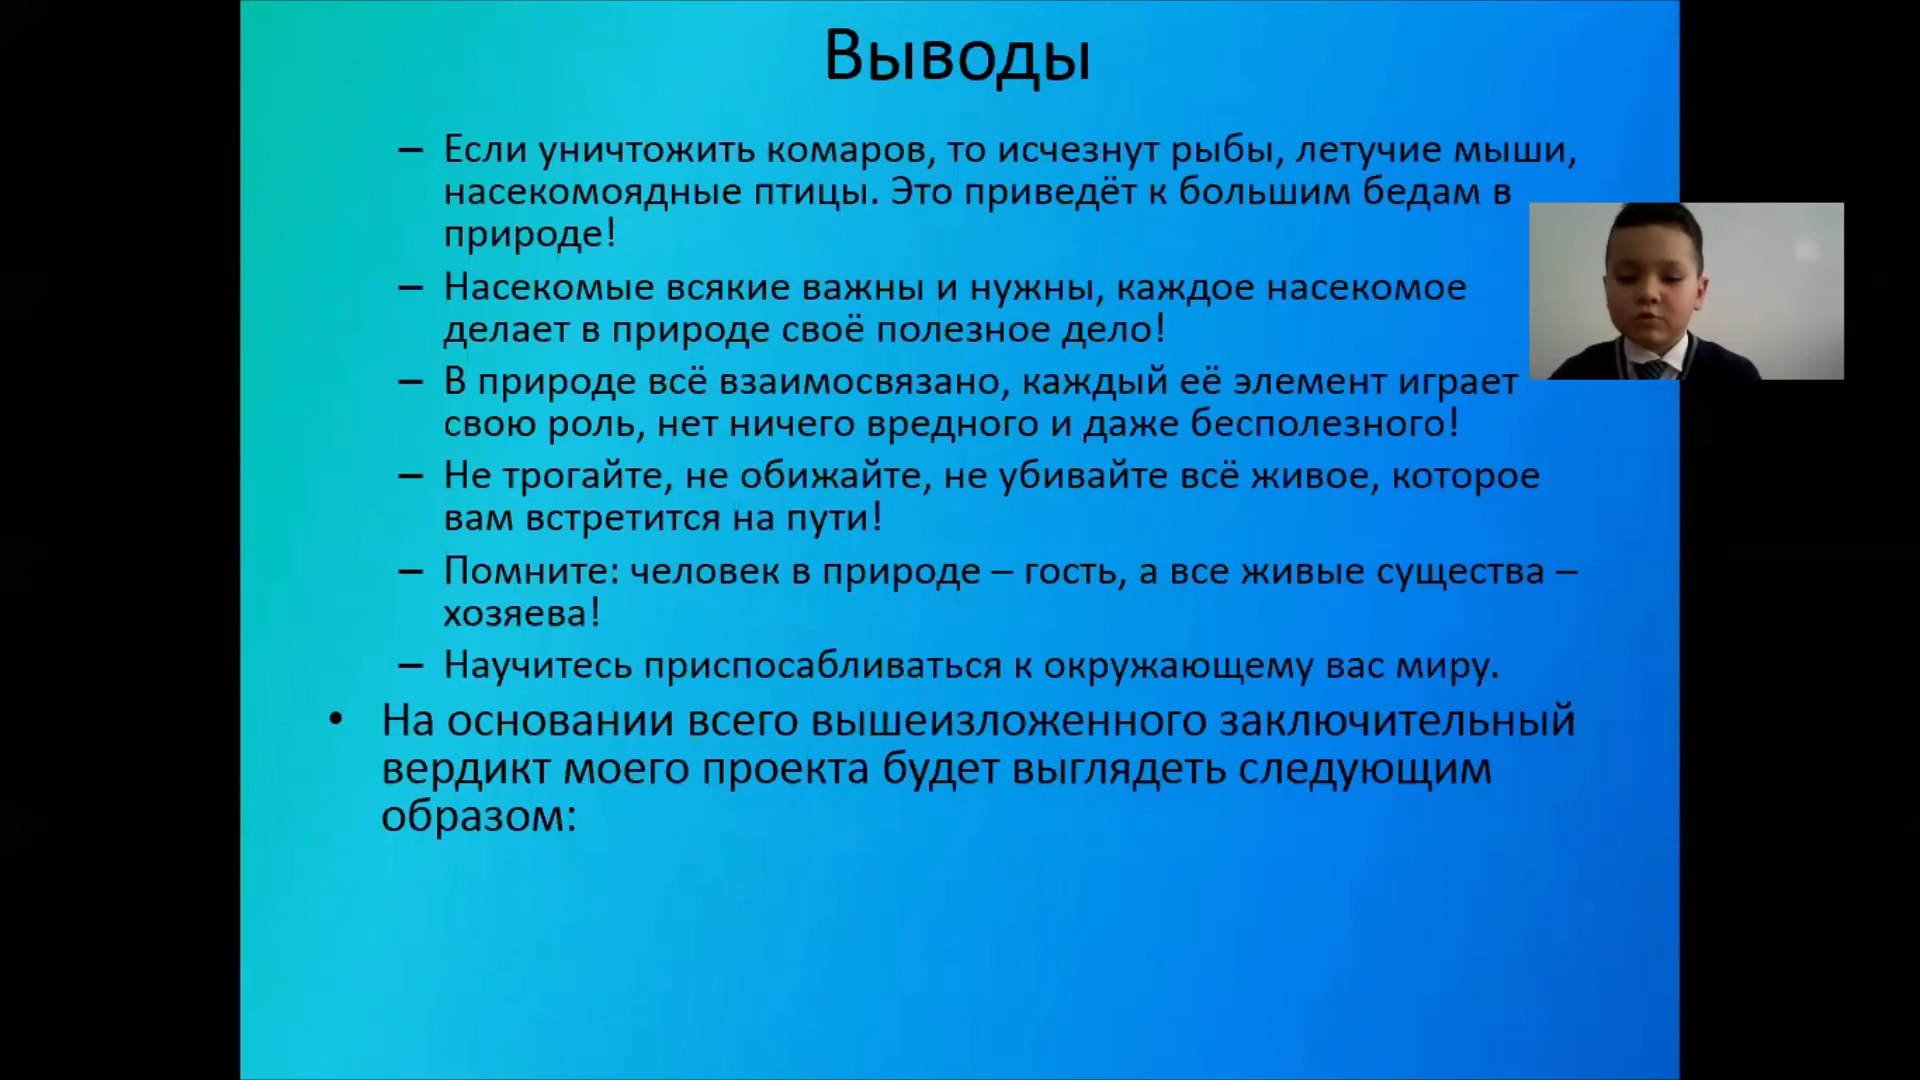 Выводы
– Если уничтожить комаров, то исчезнут рыбы, летучие мыши,
насекомоядные птицы. Это приведёт к большим бедам в
природе!
– Насекомые всякие важны и нужны, каждое насекомое
делает в природе своё полезное дело!
– В природе всё взаимосвязано, каждый её элемент играет
свою роль, нет ничего вредного и даже бесполезного!
– Не трогайте, не обижайте, не убивайте всё живое, которое
вам встретится на пути!
– Помните: человек в природе – гость, а все живые существа –
хозяева!
– Научитесь приспосабливаться к окружающему вас миру.
• На основании всего вышеизложенного заключительный
вердикт моего проекта будет выглядеть следующим
образом: